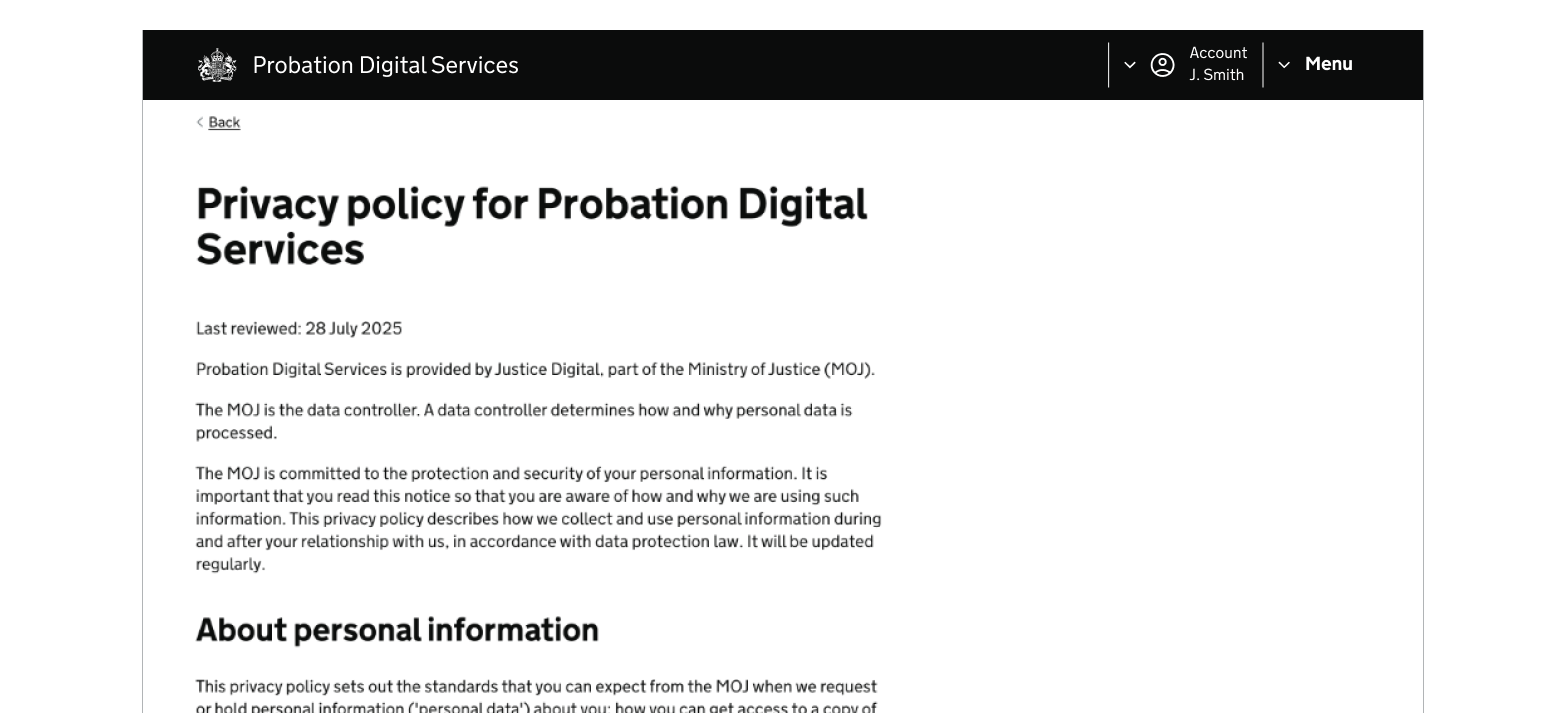 Probation Digital Services
Account
J. Smith
Menu
Back
Privacy policy for Probation Digital
Services
Last reviewed: 28 July 2025
Probation Digital Services is provided by Justice Digital, part of the Ministry of Justice (MOJ).
The MOJ is the data controller. A data controller determines how and why personal data is
processed.
The MOJ is committed to the protection and security of your personal information. It is
important that you read this notice so that you are aware of how and why we are using such
information. This privacy policy describes how we collect and use personal information during
and after your relationship with us, in accordance with data protection law. It will be updated
regularly.
About personal information
This privacy policy sets out the standards that you can expect from the MOJ when we request
or hold personal information ('personal data') about you; how you can get access to a copy of